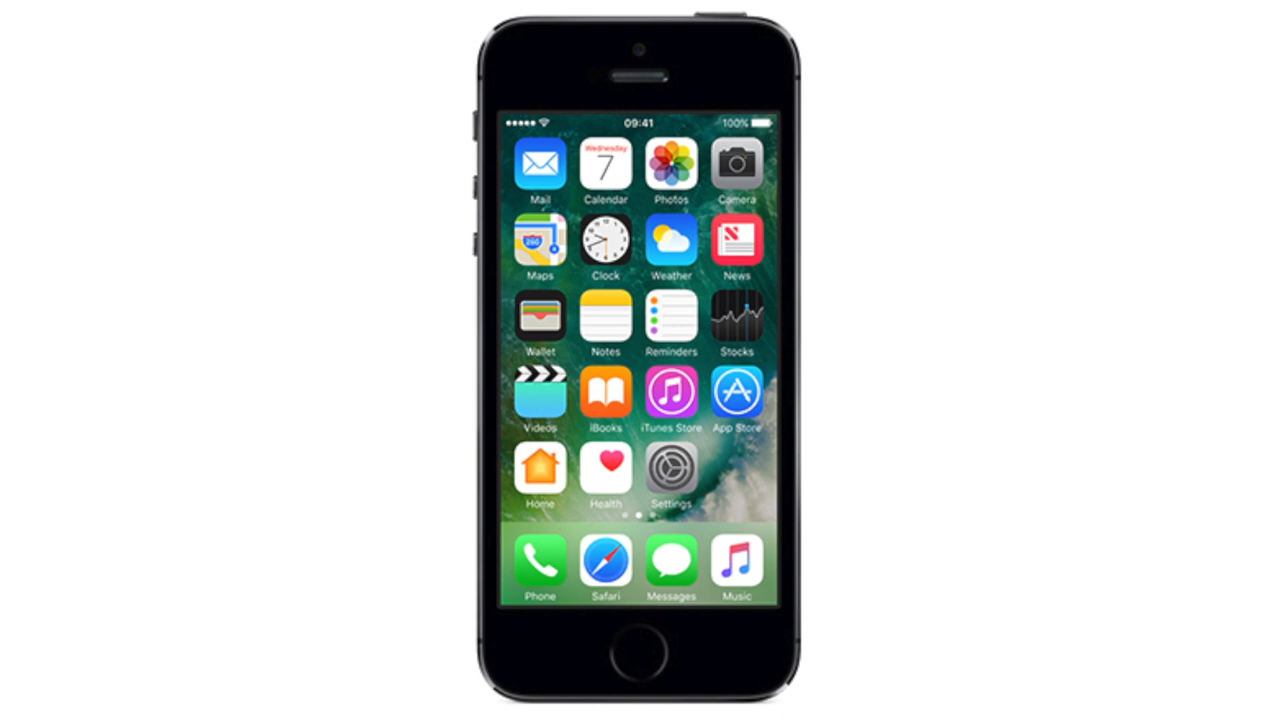 09:41 100%
Wednesday
7
Mail Calendar Photos Camera
280
Maps Clock Weather News
Wallet Notes Reminders Stocks
Videos iBooks iTunes Store App Store
Home Health Settings
Phone Safari Messages Music